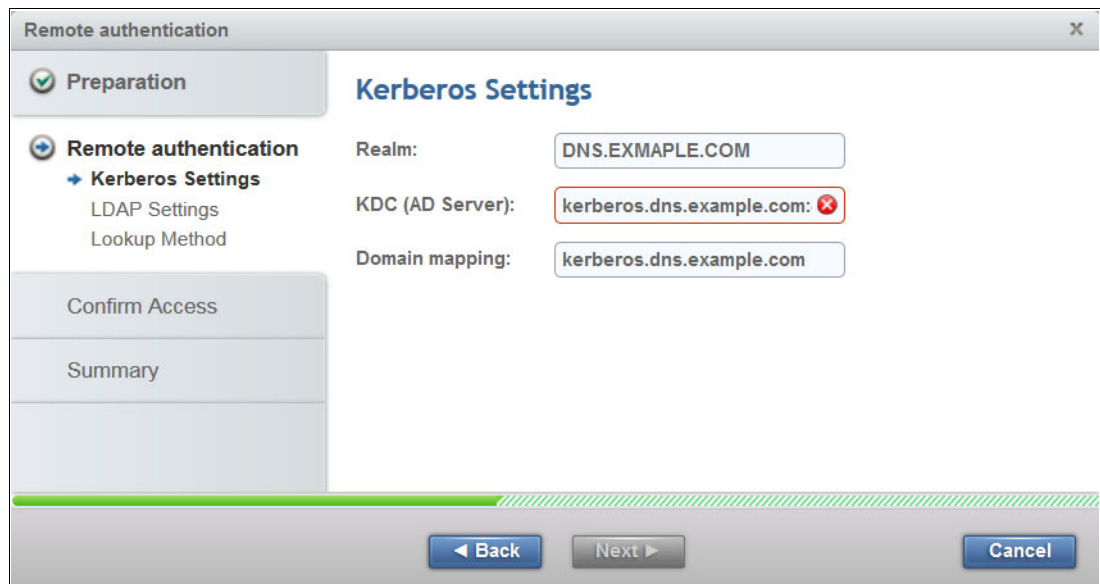 Remote authentication
x
Preparation
Remote authentication
Kerberos Settings
LDAP Settings
Lookup Method
Confirm Access
Summary
Kerberos Settings
Realm: DNS.EXMAPLE.COM
KDC (AD Server): kerberos.dns.example.com:
Domain mapping: kerberos.dns.example.com
Back Next Cancel